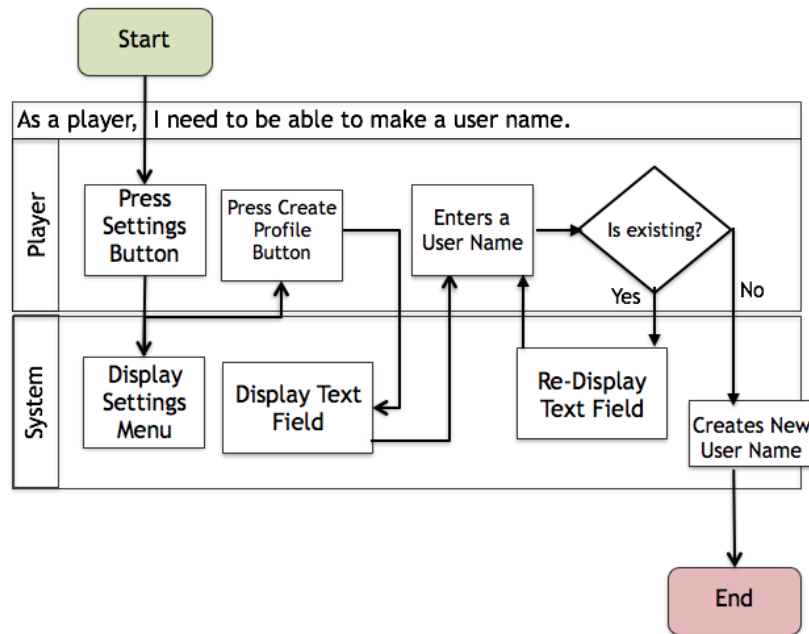 Start
As a player, I need to be able to make a user name.
Player
Press
Settings
Button
Press Create
Profile
Button
Enters a
User Name
Is existing?
Yes
No
System
Display
Settings
Menu
Display Text
Field
Re-Display
Text Field
Creates New
User Name
End